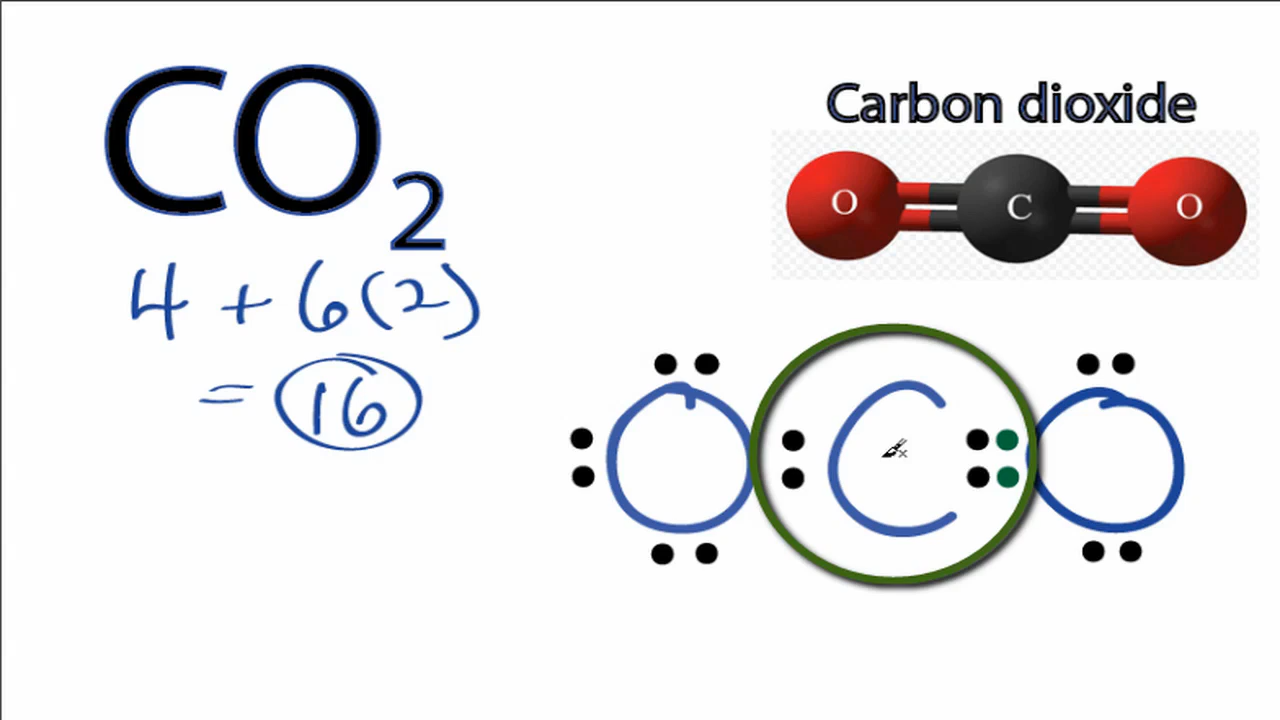 CO₂
4 + 6(2)
= 16
Carbon dioxide
O C O
O C O